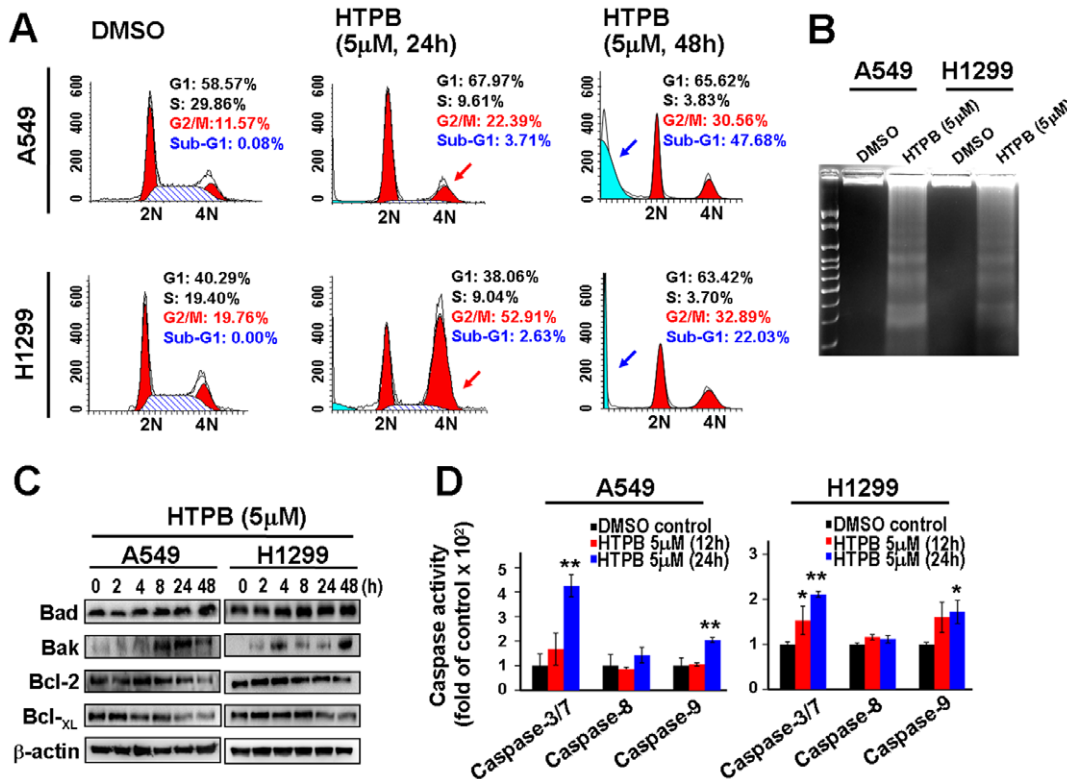 A
DMSO
HTPB
(5µM, 24h)
HTPB
(5µM, 48h)
A549
600
400
200
0
G1: 58.57%
S: 29.86%
G2/M: 11.57%
Sub-G1: 0.08%
2N 4N
600
400
200
0
G1: 67.97%
S: 9.61%
G2/M: 22.39%
Sub-G1: 3.71%
2N 4N
600
400
200
0
G1: 65.62%
S: 3.83%
G2/M: 30.56%
Sub-G1: 47.68%
2N 4N
H1299
600
400
200
0
G1: 40.29%
S: 19.40%
G2/M: 19.76%
Sub-G1: 0.00%
2N 4N
600
400
200
0
G1: 38.06%
S: 9.04%
G2/M: 52.91%
Sub-G1: 2.63%
2N 4N
600
400
200
0
G1: 63.42%
S: 3.70%
G2/M: 32.89%
Sub-G1: 22.03%
2N 4N
B
A549 H1299
DMSO
HTPB (5µM)
DMSO
HTPB (5µM)
C
HTPB (5µM)
A549 H1299
0 2 4 8 24 48 0 2 4 8 24 48 (h)
Bad
Bak
Bcl-2
Bcl-XL
β-actin
D
Caspase activity
(fold of control x 10²)
A549
DMSO control
HTPB 5µM (12h)
HTPB 5µM (24h)
5
4
2
1
0
**
**
Caspase-3/7
Caspase-8
Caspase-9
H1299
DMSO control
HTPB 5µM (12h)
HTPB 5µM (24h)
3
2
1
0
*
**
*
Caspase-3/7
Caspase-8
Caspase-9